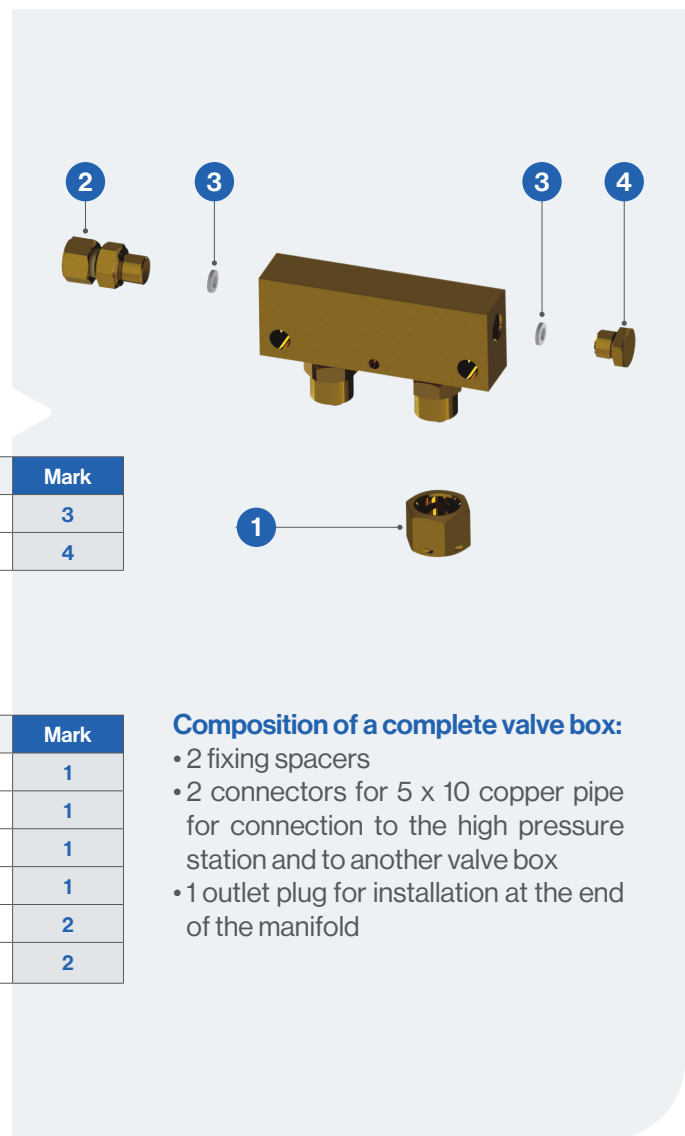 2
3
3
4
Mark
3
4
1
Mark
1
1
1
1
2
2
Composition of a complete valve box:
• 2 fixing spacers
• 2 connectors for 5 x 10 copper pipe
for connection to the high pressure
station and to another valve box
• 1 outlet plug for installation at the end
of the manifold